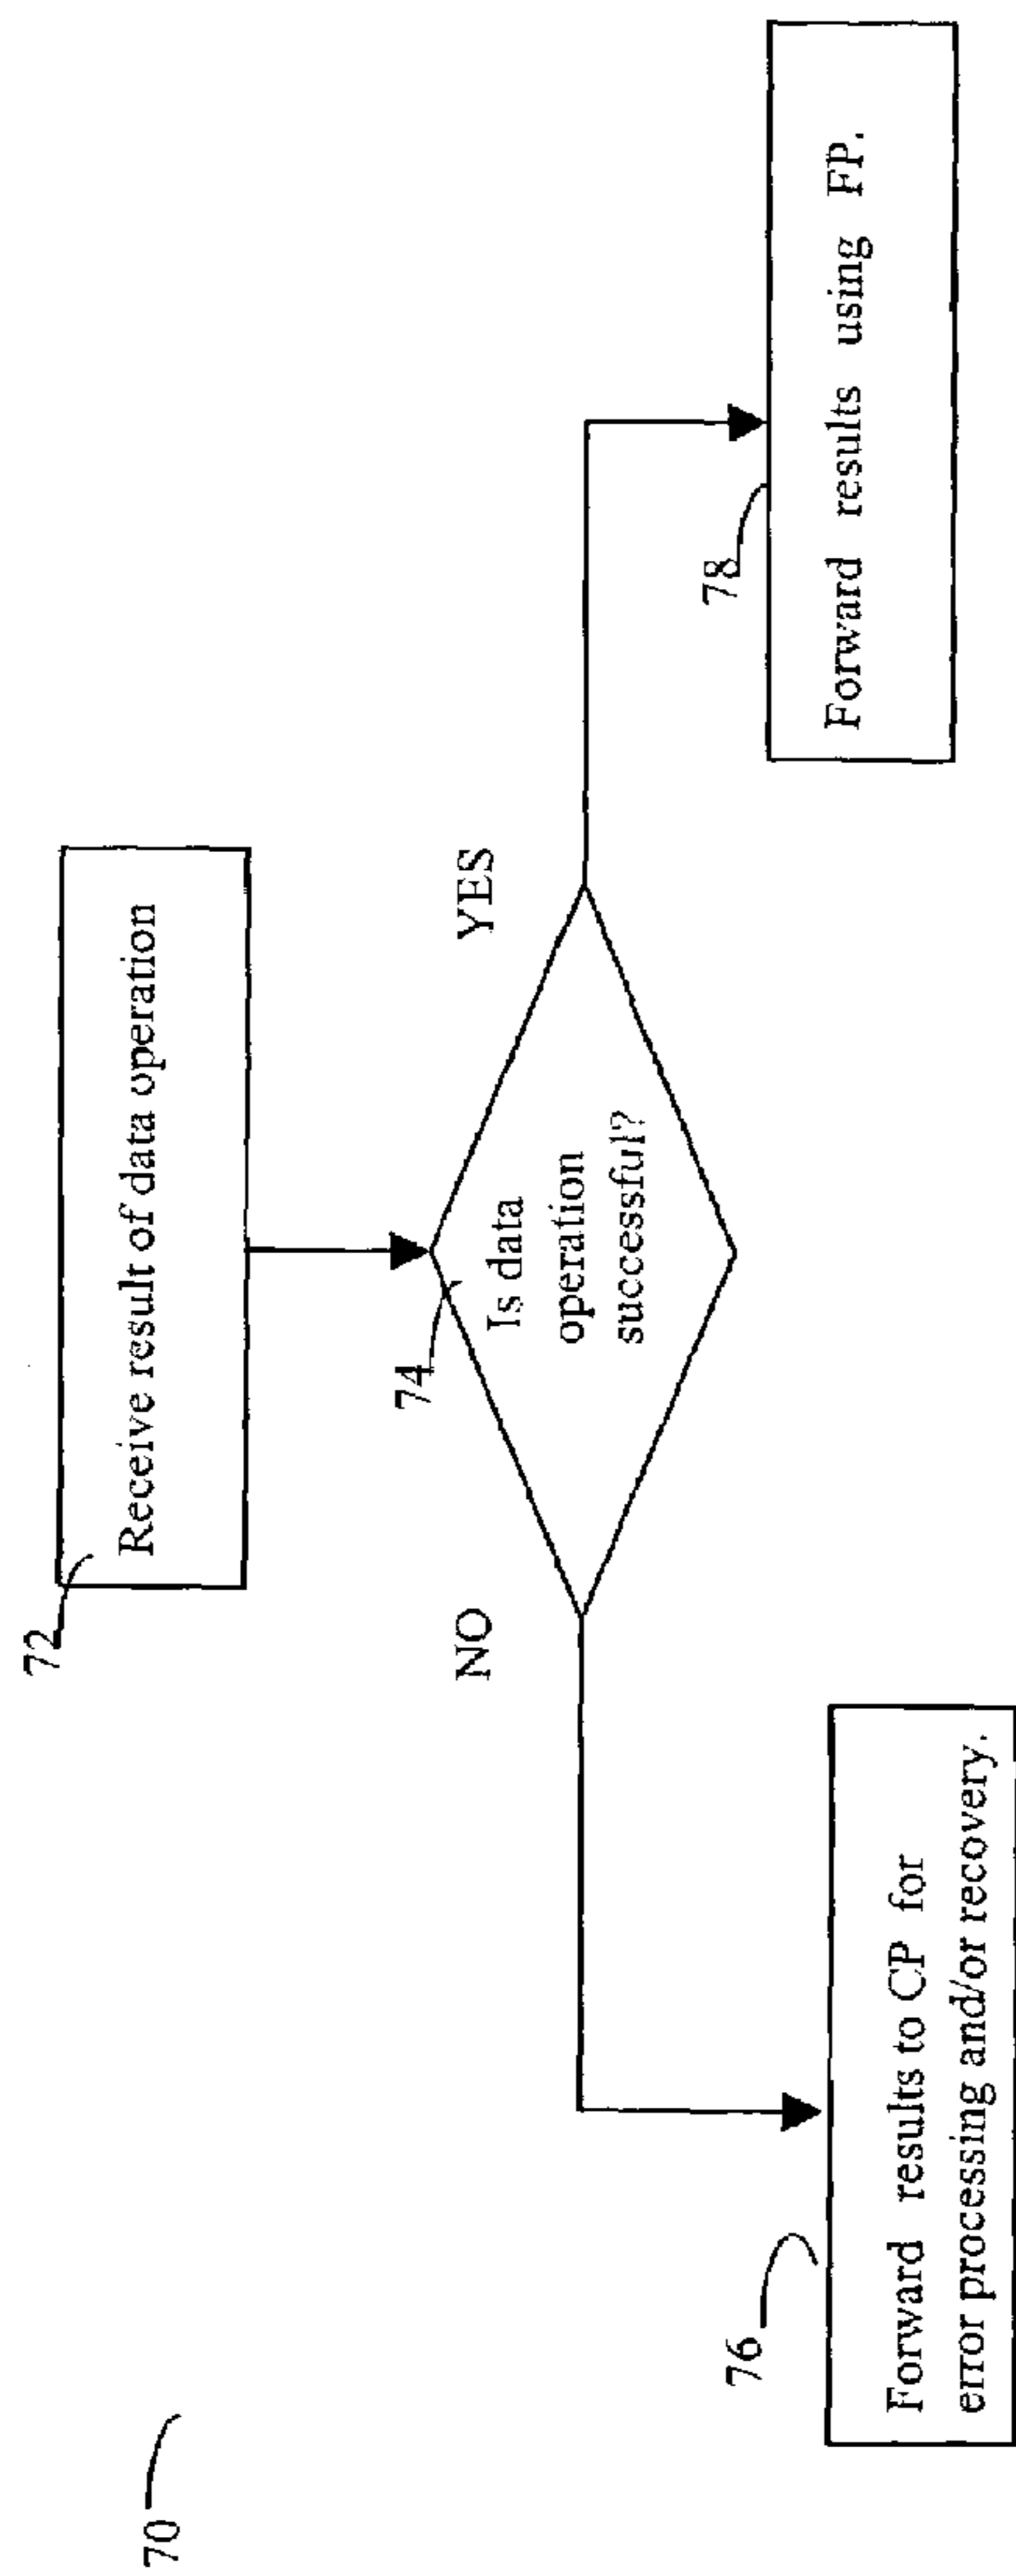 70
72
Receive result of data operation
74
Is data
operation
successful?
NO
YES
76
Forward results to CP for
error processing and/or recovery.
78
Forward results using FP.